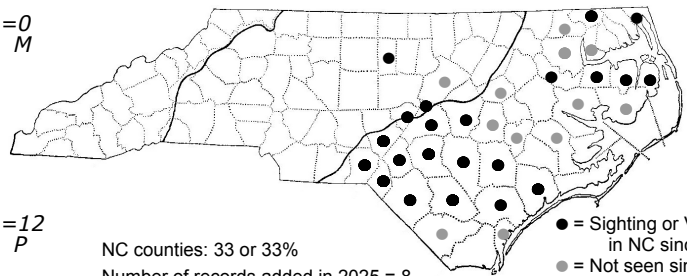 =0
M
=12
P
NC counties: 33 or 33%
Number of records added in 2025 = 8
= Sighting or
in NC sinc
= Not seen sin